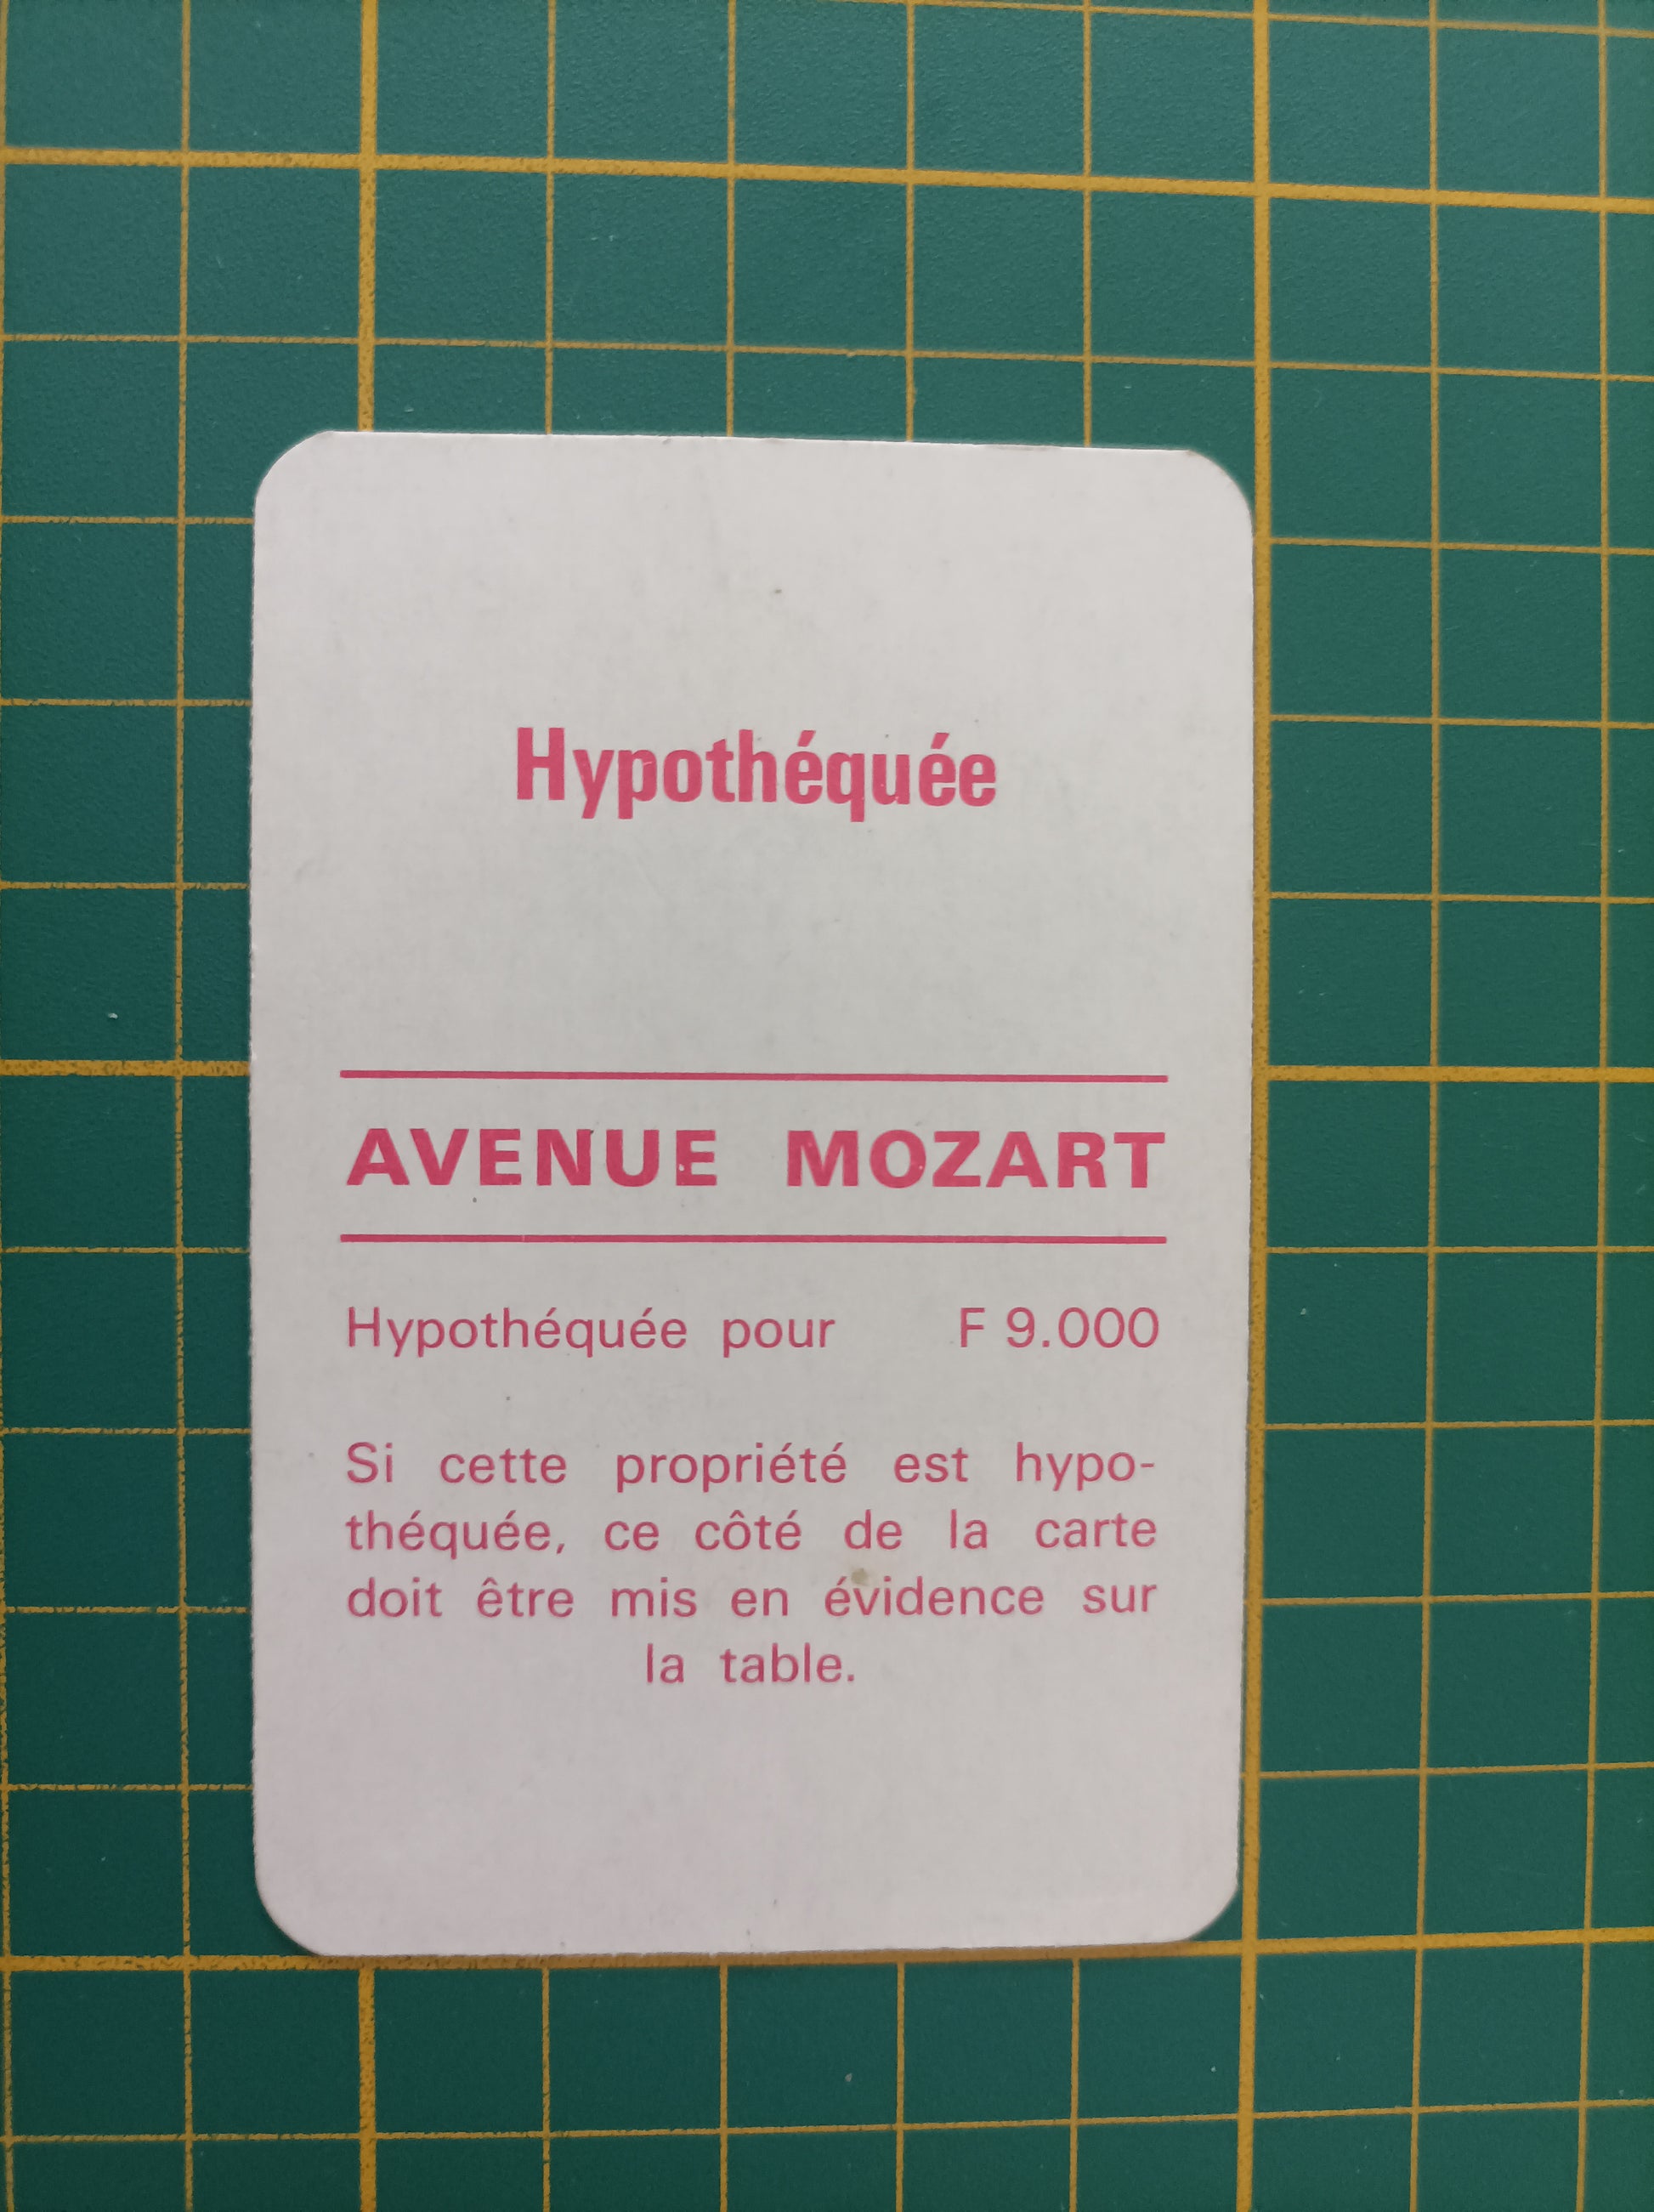 Hypothéquée
AVENUE MOZART
Hypothéquée pour F 9.000
Si cette propriété est hypo-
théquée, ce côté de la carte
doit être mis en évidence sur
la table.